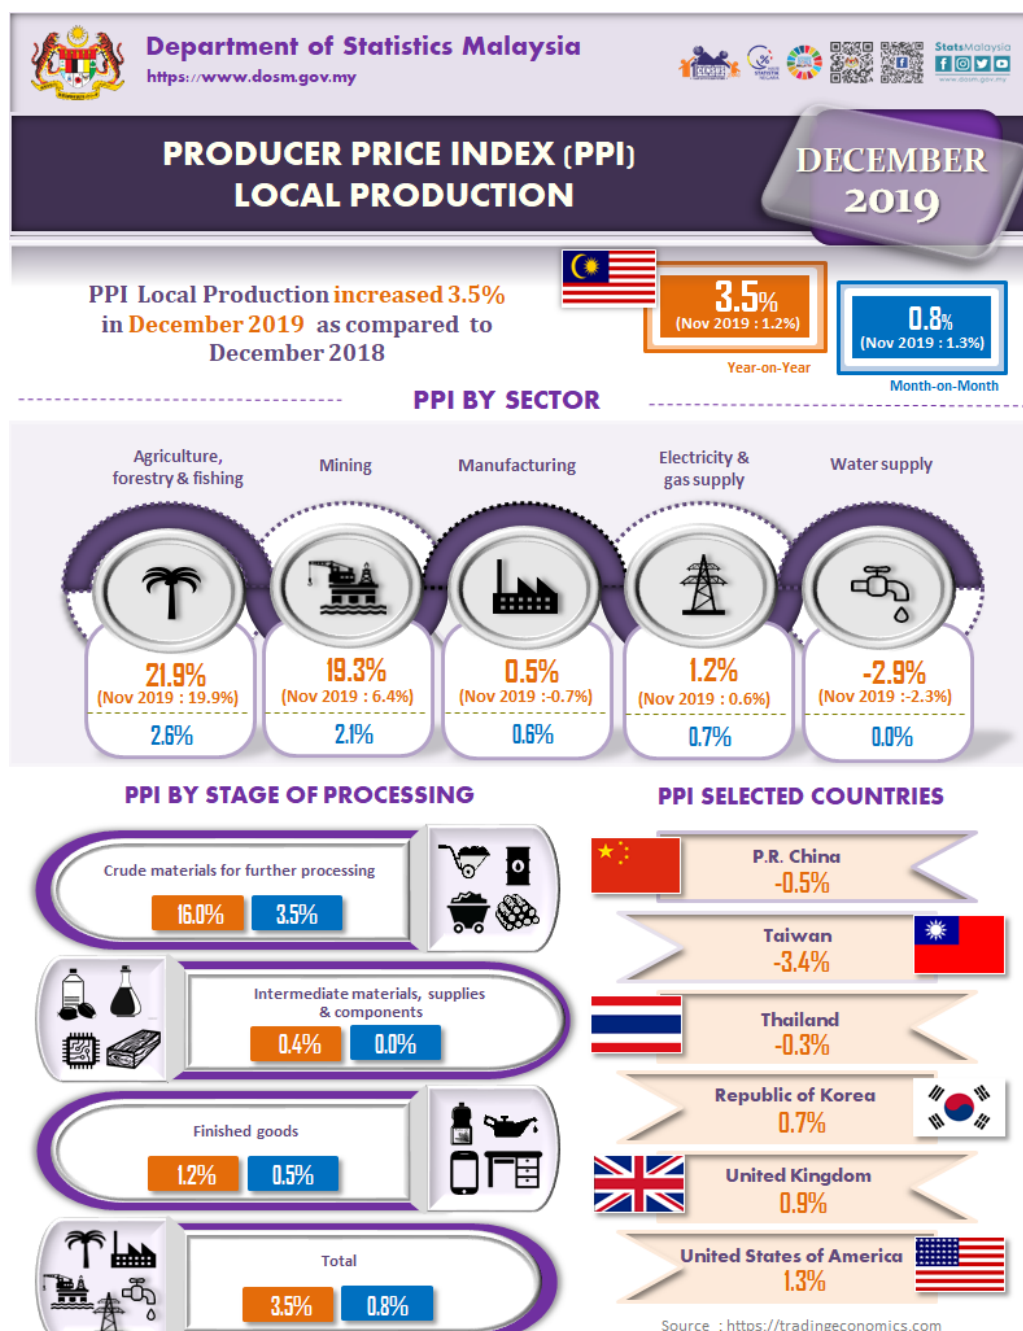 Department of Statistics Malaysia
https://www.dosm.gov.my
StatsMalaysia
www.dosm.gov.my
PRODUCER PRICE INDEX (PPI)
LOCAL PRODUCTION
DECEMBER
2019
PPI Local Production increased 3.5%
in December 2019 as compared to
December 2018
3.5%
(Nov 2019 : 1.2%)
Year-on-Year
0.8%
(Nov 2019 : 1.3%)
Month-on-Month
PPI BY SECTOR
Agriculture,
forestry & fishing
Mining
Manufacturing
Electricity &
gas supply
Water supply
21.9%
(Nov 2019 : 19.9%)
2.6%
19.3%
(Nov 2019 : 6.4%)
2.1%
0.5%
(Nov 2019 :-0.7%)
0.6%
1.2%
(Nov 2019 : 0.6%)
0.7%
-2.9%
(Nov 2019 :-2.3%)
0.0%
PPI BY STAGE OF PROCESSING
Crude materials for further processing
16.0% 3.5%
Intermediate materials, supplies
& components
0.4% 0.0%
Finished goods
1.2% 0.5%
Total
3.5% 0.8%
PPI SELECTED COUNTRIES
P.R. China
-0.5%
Taiwan
-3.4%
Thailand
-0.3%
Republic of Korea
0.7%
United Kingdom
0.9%
United States of America
1.3%
Source : https://tradingeconomics.com